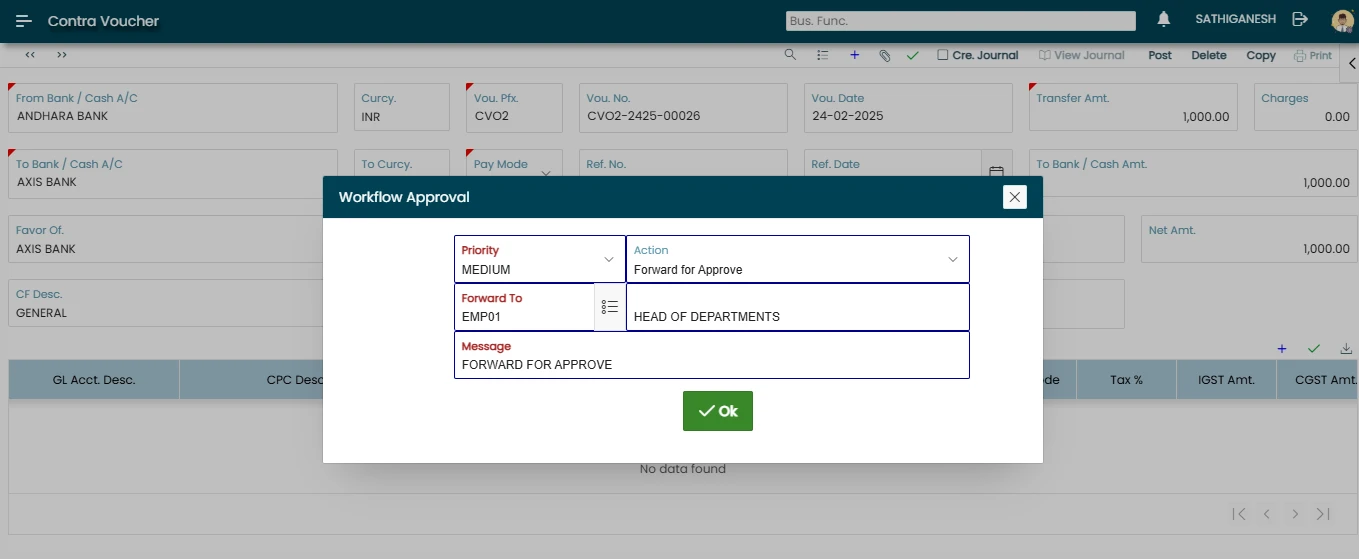 Contra Voucher
Bus. Func.
SATHIGANESH
<< >>
Cre. Journal View Journal Post Delete Copy Print
From Bank / Cash A/C Curcy. Vou. Pfx. Vou. No. Vou. Date Transfer Amt. Charges
ANDHARA BANK INR CVO2 CVO2-2425-00026 24-02-2025 1,000.00 0.00
To Bank / Cash A/C To Curcy. Pay Mode Ref. No. Ref. Date To Bank / Cash Amt.
AXIS BANK 1,000.00
Workflow Approval
Favor Of. Net Amt.
AXIS BANK 1,000.00
Priority Action
MEDIUM Forward for Approve
CF Desc. Forward To
GENERAL EMP01 HEAD OF DEPARTMENTS
Message
FORWARD FOR APPROVE
GL Acct. Desc. CPC Desc Tax % IGST Amt. CGST Amt.
Ok
No data found